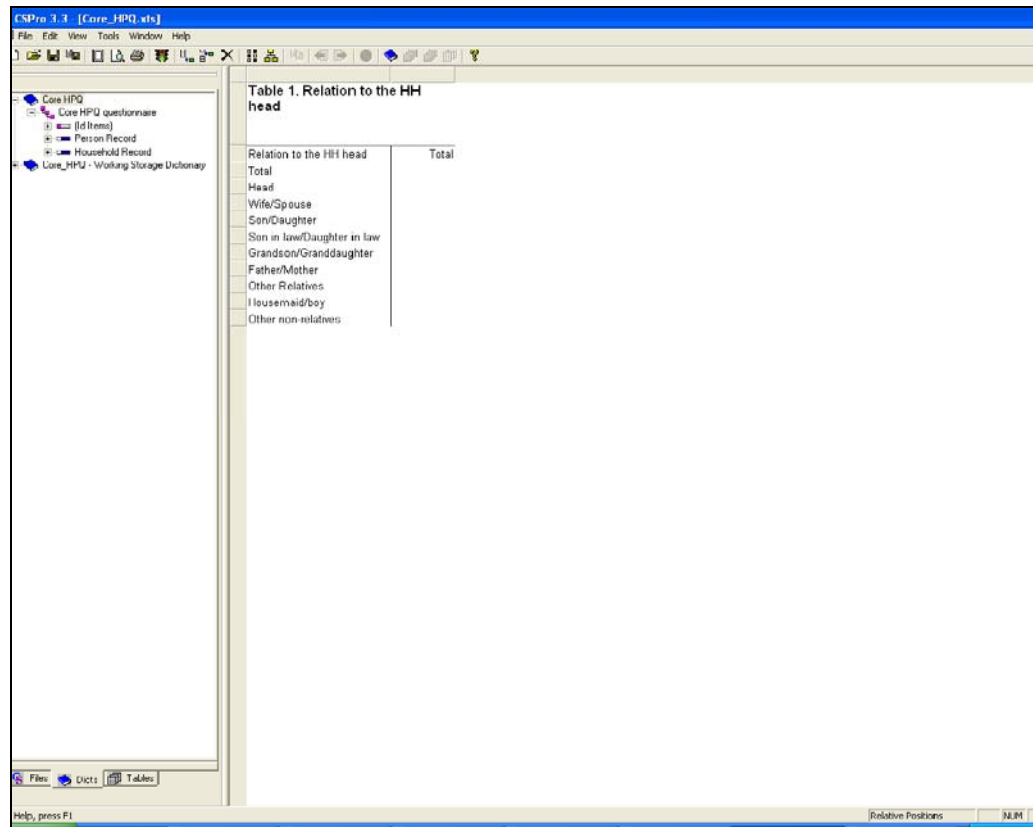 CSPro 3.3 - [Core_HPQ.xts]
File Edit View Tools Window Help
Core HPQ
Core HPQ questionnaire
(Id Items)
Person Record
Household Record
Core_HPQ - Working Storage Dictionary
Table 1. Relation to the HH
head
Relation to the HH head Total
Total
Head
Wife/Spouse
Son/Daughter
Son in law/Daughter in law
Grandson/Granddaughter
Father/Mother
Other Relatives
Housemaid/boy
Other non-relatives
Files Dicts Tables
Help, press F1 Relative Positions NUM